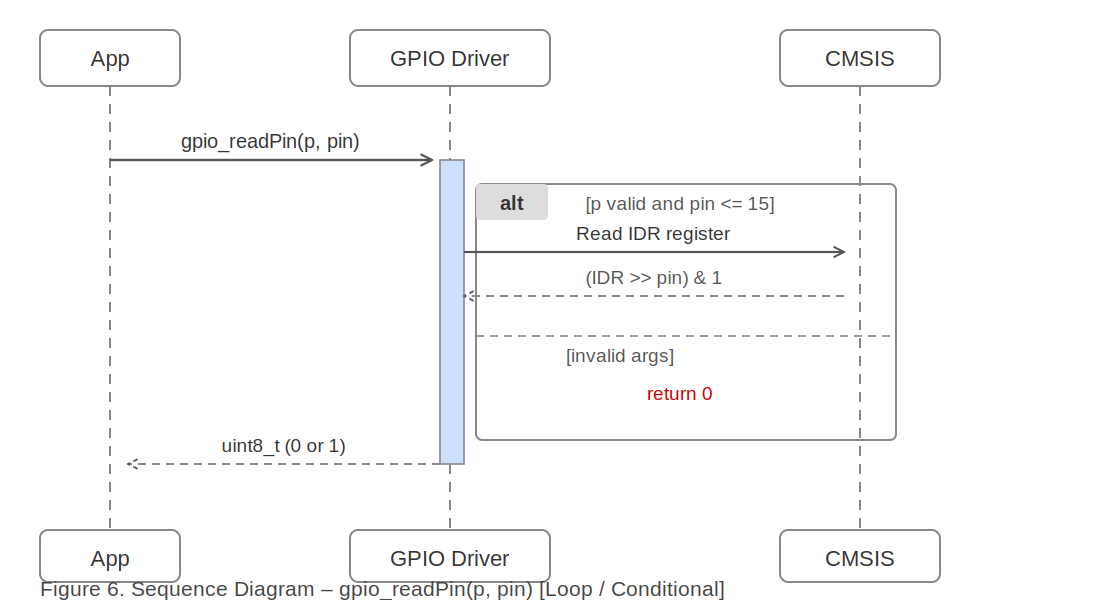 App
GPIO Driver
CMSIS
gpio_readPin(p, pin)
alt
[p valid and pin <= 15]
Read IDR register
(IDR >> pin) & 1
[invalid args]
return 0
uint8_t (0 or 1)
App
GPIO Driver
CMSIS
Figure 6. Sequence Diagram – gpio_readPin(p, pin) [Loop / Conditional]